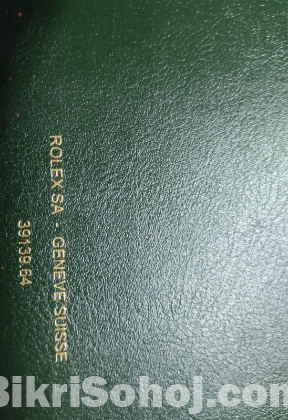 ROLEX SA - GENEVE SUISSE
39139.64
BikriSohoj.com